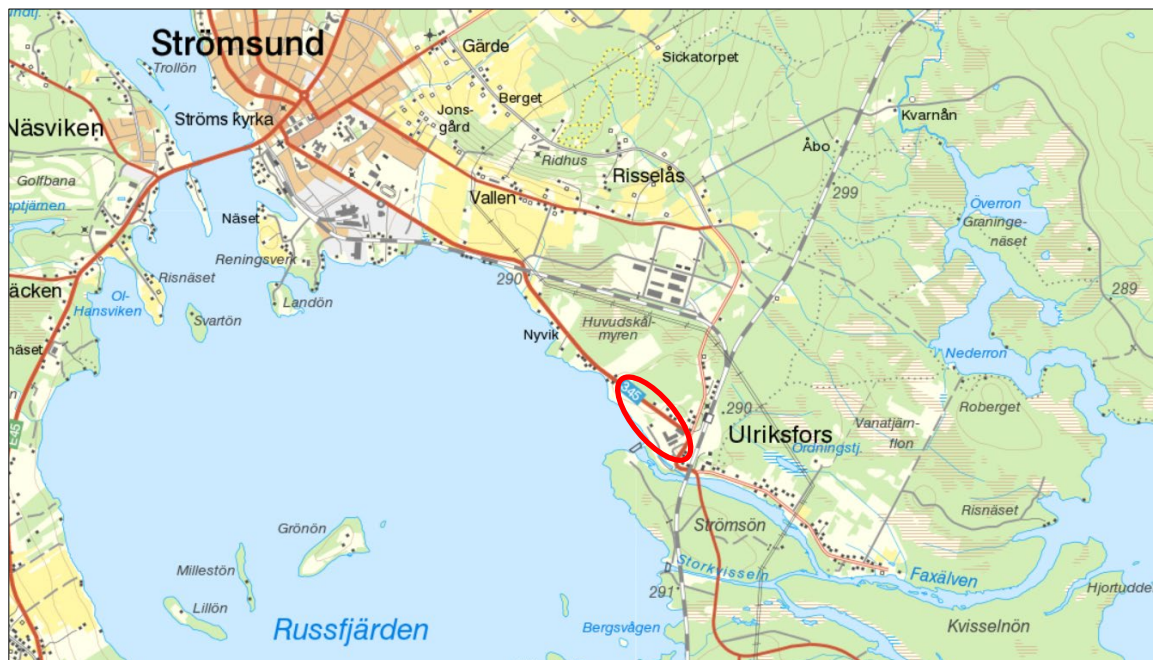 Strömsund
Trollön
Gärde
Sickatorpet
Berget
Jons-
gård
Ströms kyrka
Näsviken
Kvarnån
Åbo
Ridhus
Risselås
Golfbana
299
Vallen
Överron
Graninge-
näset
Näset
Reningsverk
Risnäset
290
289
äcken
Ol-
Hansviken
Landön
Svartön
Huvudskål-
myren
Nyvik
näset
Nederron
345
290
Roberget
Ulriksfors
Vanatjärn-
flon
Ordningstj.
E45
Risnäset
Grönön
Strömsön
Millestön
Storkvisseln
Faxälven
291
Hjortudde
Lillön
Russfjärden
Bergsvågen
Kvisselnön